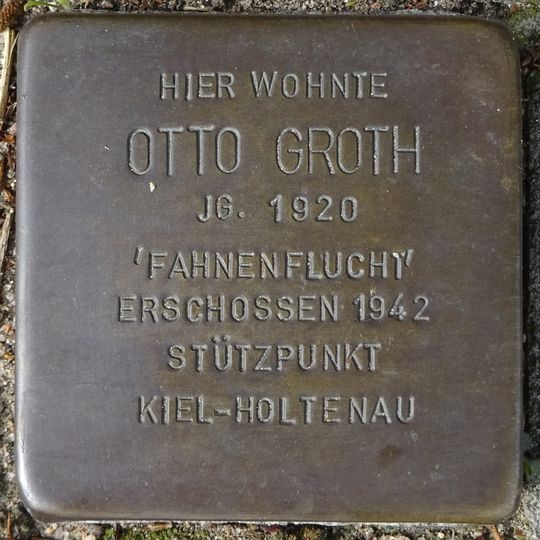 HIER WOHNTE
OTTO GROTH
JG. 1920
'FAHNENFLUCHT'
ERSCHOSSEN 1942
STÜTZPUNKT
KIEL-HOLTENAU